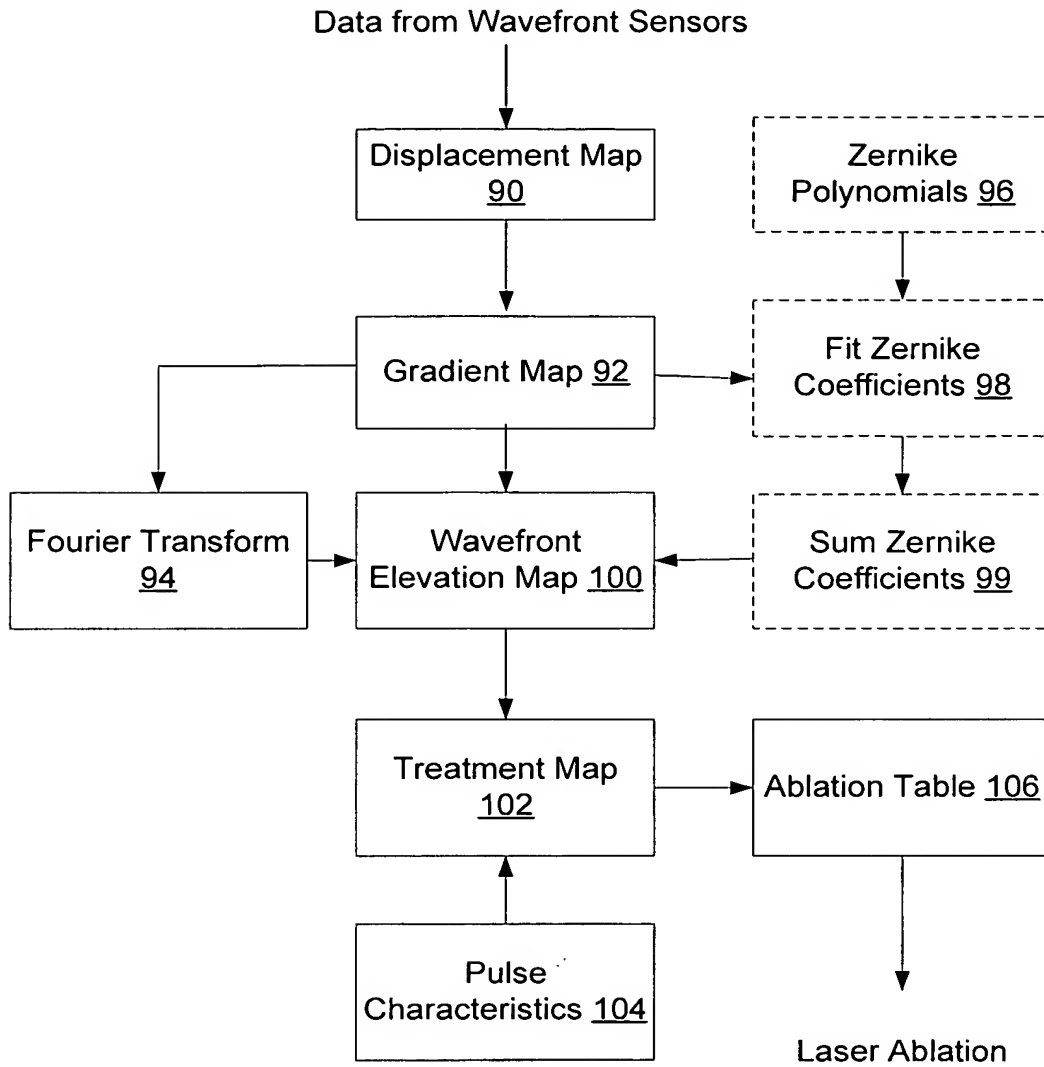 Data from Wavefront Sensors
Displacement Map
90
Zernike
Polynomials 96
Gradient Map 92
Fit Zernike
Coefficients 98
Fourier Transform
94
Wavefront
Elevation Map 100
Sum Zernike
Coefficients 99
Treatment Map
102
Ablation Table 106
Pulse
Characteristics 104
Laser Ablation